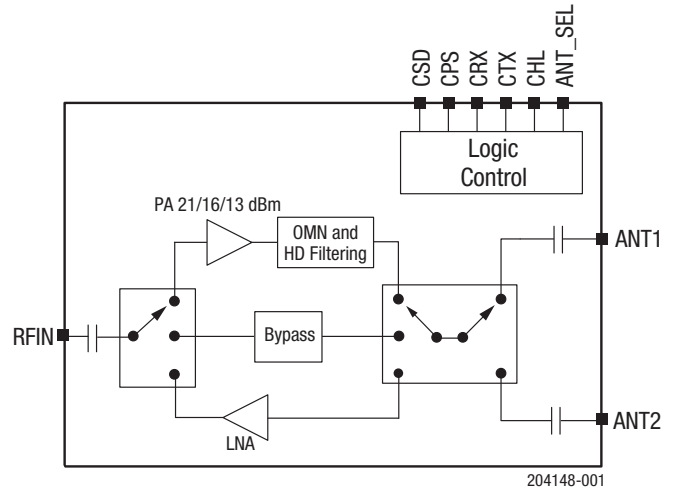 CSD
CPS
CRX
CTX
CHL
ANT_SEL
Logic
Control
PA 21/16/13 dBm
OMN and
HD Filtering
ANT1
RFIN
Bypass
LNA
ANT2
204148-001